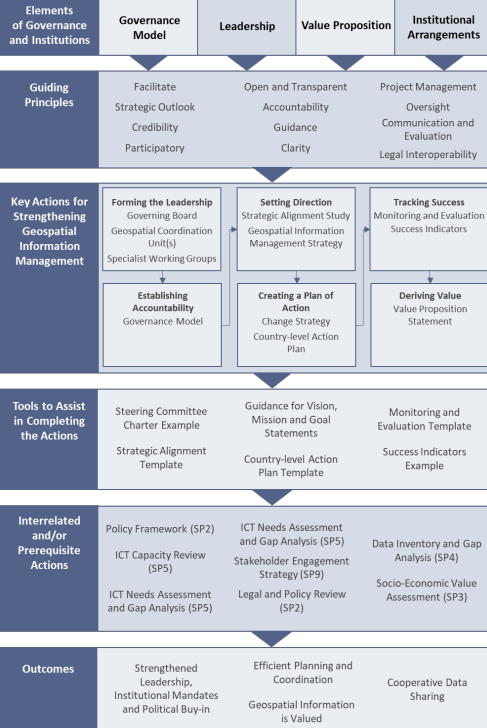 Elements
of Governance
and Institutions
Governance
Model
Leadership
Value Proposition
Institutional
Arrangements
Guiding
Principles
Facilitate
Strategic Outlook
Credibility
Participatory
Open and Transparent
Accountability
Guidance
Clarity
Project Management
Oversight
Communication and
Evaluation
Legal Interoperability
Key Actions for
Strengthening
Geospatial
Information
Management
Forming the Leadership
Governing Board
Geospatial Coordination
Unit(s)
Specialist Working Groups
Establishing
Accountability
Governance Model
Setting Direction
Strategic Alignment Study
Geospatial Information
Management Strategy
Creating a Plan of
Action
Change Strategy
Country-level Action
Plan
Tracking Success
Monitoring and Evaluation
Success Indicators
Deriving Value
Value Proposition
Statement
Tools to Assist
in Completing
the Actions
Steering Committee
Charter Example
Strategic Alignment
Template
Guidance for Vision,
Mission and Goal
Statements
Country-level Action
Plan Template
Monitoring and
Evaluation Template
Success Indicators
Example
Interrelated
and/or
Prerequisite
Actions
Policy Framework (SP2)
ICT Capacity Review
(SP5)
ICT Needs Assessment
and Gap Analysis (SP5)
ICT Needs Assessment
and Gap Analysis (SP5)
Stakeholder Engagement
Strategy (SP9)
Legal and Policy Review
(SP2)
Data Inventory and Gap
Analysis (SP4)
Socio-Economic Value
Assessment (SP3)
Outcomes
Strengthened
Leadership,
Institutional Mandates
and Political Buy-in
Efficient Planning and
Coordination
Geospatial Information
is Valued
Cooperative Data
Sharing